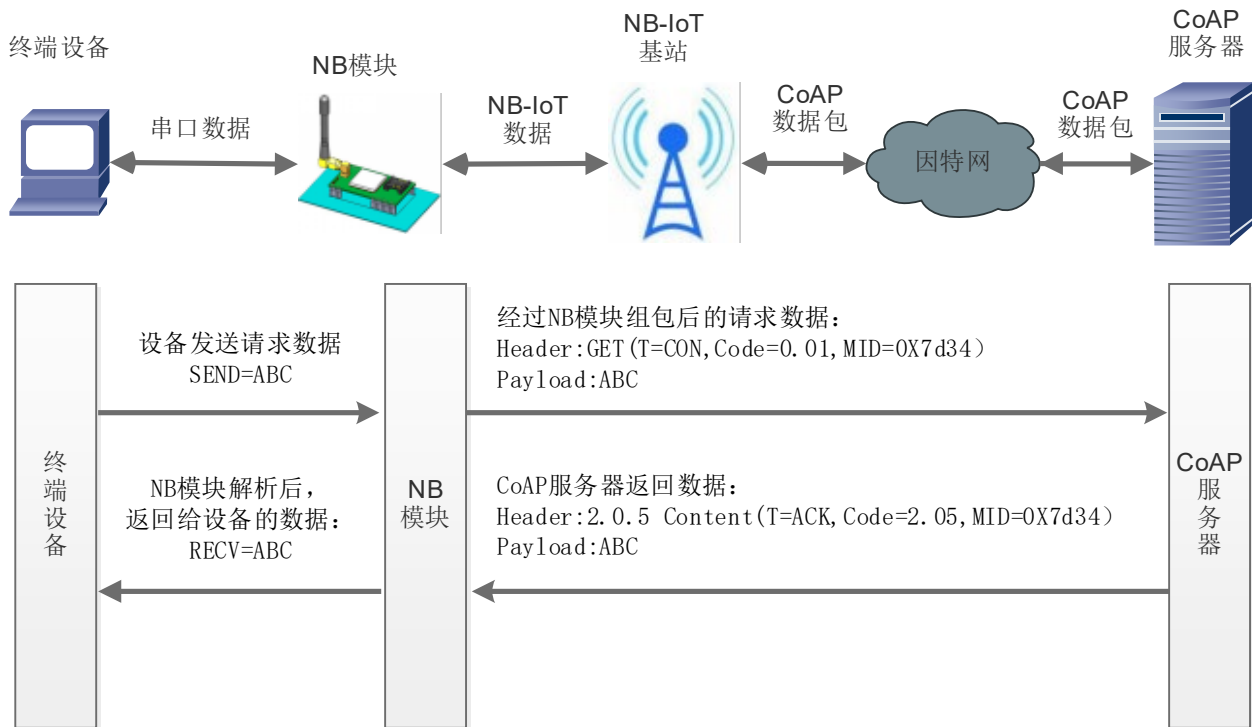 终端设备
NB模块
NB-IoT
基站
CoAP
服务器
串口数据
NB-IoT
数据
CoAP
数据包
因特网
CoAP
数据包
设备发送请求数据
SEND=ABC
经过NB模块组包后的请求数据：
Header:GET(T=CON,Code=0.01,MID=0X7d34）
Payload:ABC
终
端
设
备
NB模块解析后，
返回给设备的数据：
RECV=ABC
NB
模块
CoAP服务器返回数据：
Header:2.0.5 Content(T=ACK,Code=2.05,MID=0X7d34）
Payload:ABC
CoAP
服
务
器